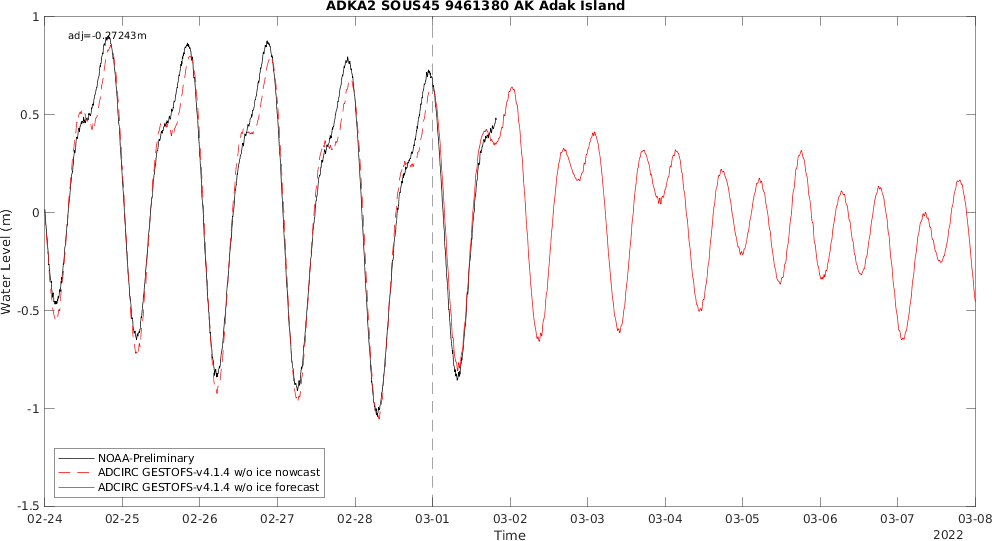 ADKA2 SOUS45 9461380 AK Adak Island
adj=-0.27243m
1
0.5
0
-0.5
-1
-1.5
Water Level (m)
NOAA-Preliminary
ADCIRC GESTOFS-v4.1.4 w/o ice nowcast
ADCIRC GESTOFS-v4.1.4 w/o ice forecast
02-24 02-25 02-26 02-27 02-28 03-01 03-02 03-03 03-04 03-05 03-06 03-07 03-08
Time
2022